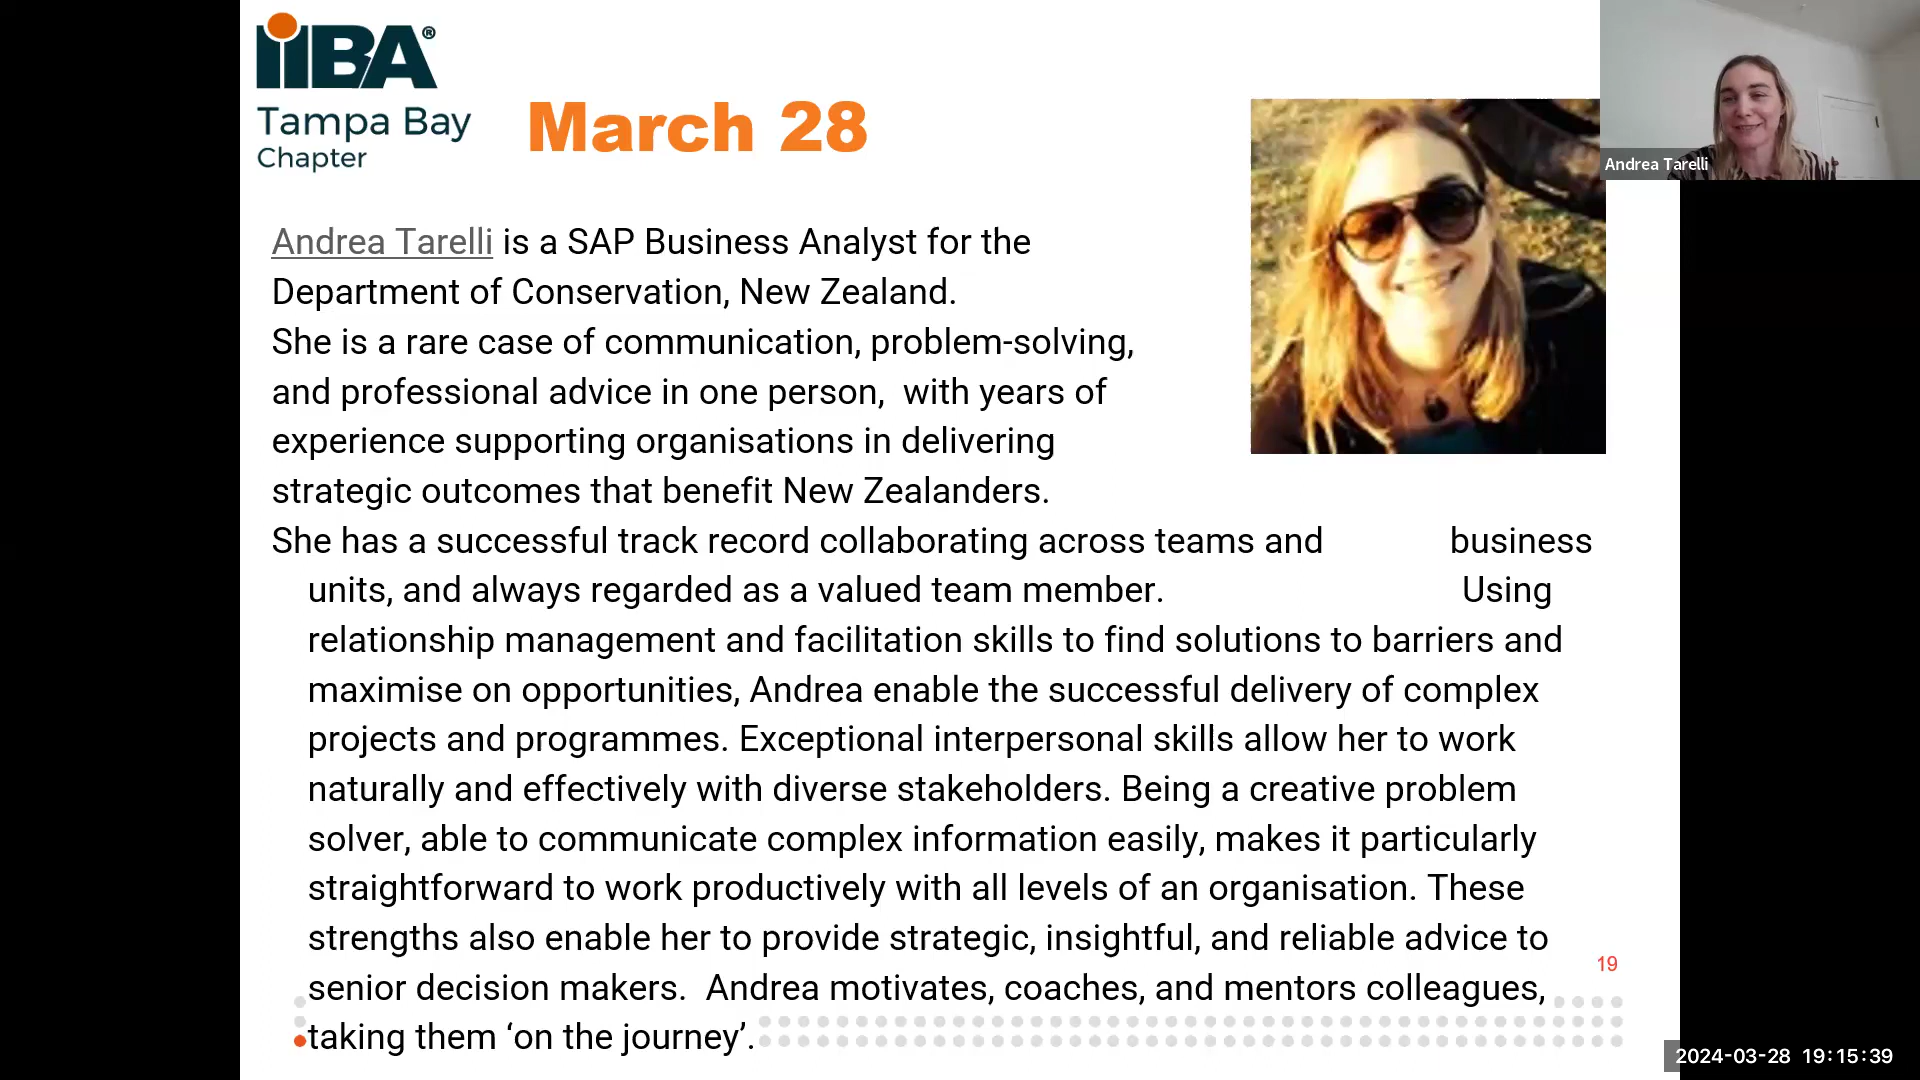 IIBA®
Tampa Bay
Chapter
March 28
Andrea Tarelli
Andrea Tarelli is a SAP Business Analyst for the
Department of Conservation, New Zealand.
She is a rare case of communication, problem-solving,
and professional advice in one person,  with years of
experience supporting organisations in delivering
strategic outcomes that benefit New Zealanders.
She has a successful track record collaborating across teams and business
units, and always regarded as a valued team member. Using
relationship management and facilitation skills to find solutions to barriers and
maximise on opportunities, Andrea enable the successful delivery of complex
projects and programmes. Exceptional interpersonal skills allow her to work
naturally and effectively with diverse stakeholders. Being a creative problem
solver, able to communicate complex information easily, makes it particularly
straightforward to work productively with all levels of an organisation. These
strengths also enable her to provide strategic, insightful, and reliable advice to
senior decision makers.  Andrea motivates, coaches, and mentors colleagues,
taking them ‘on the journey’.
19
2024-03-28 19:15:39